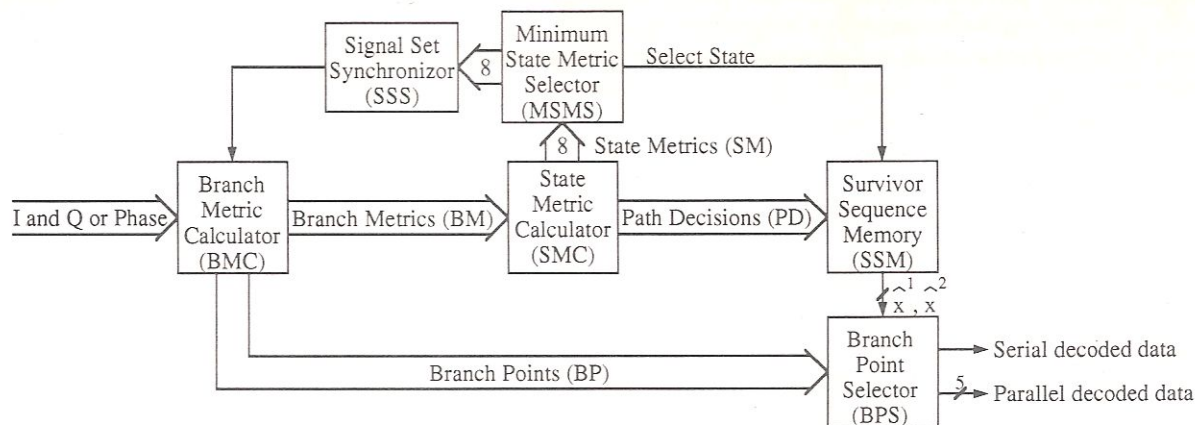 Signal Set
Synchronizor
(SSS)
8
Minimum
State Metric
Selector
(MSMS)
Select State
8
State Metrics (SM)
I and Q or Phase
Branch
Metric
Calculator
(BMC)
Branch Metrics (BM)
State
Metric
Calculator
(SMC)
Path Decisions (PD)
Survivor
Sequence
Memory
(SSM)
x̂¹, x̂²
Branch Points (BP)
Branch
Point
Selector
(BPS)
Serial decoded data
5
Parallel decoded data